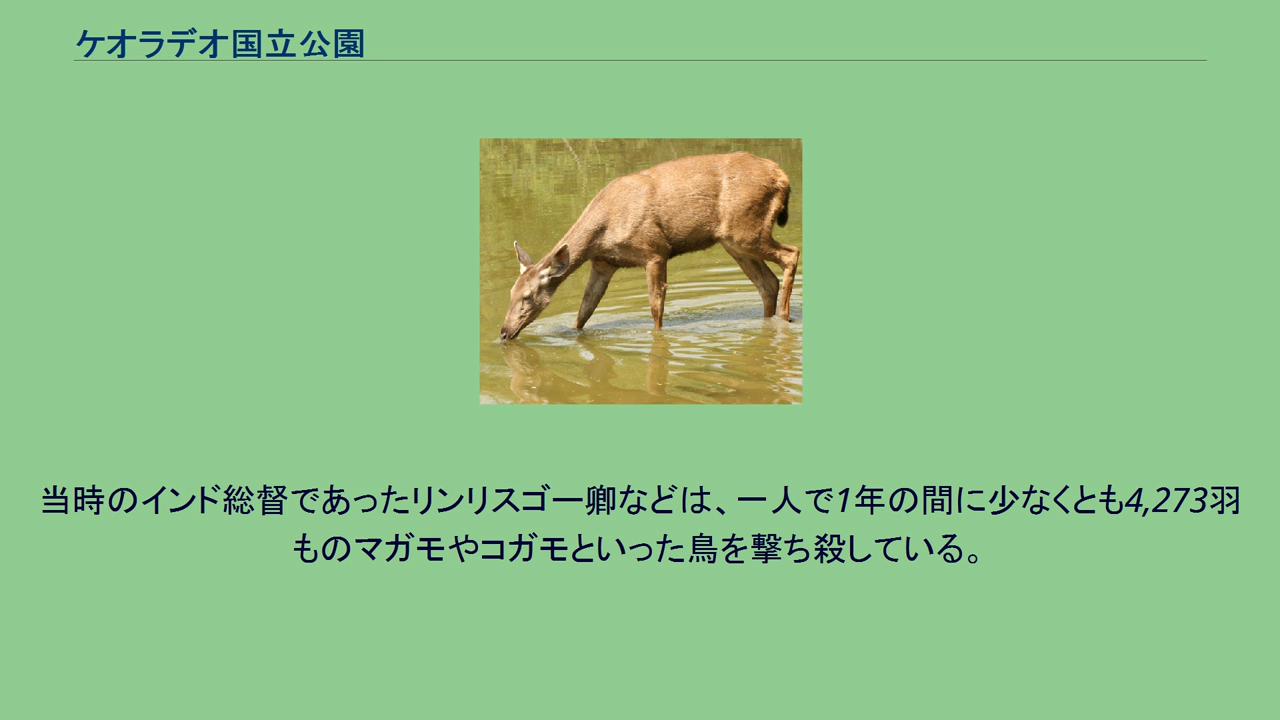 ケオラデオ国立公園
当時のインド総督であったリンリスゴー卿などは、一人で1年の間に少なくとも4,273羽
ものマガモやコガモといった鳥を撃ち殺している。